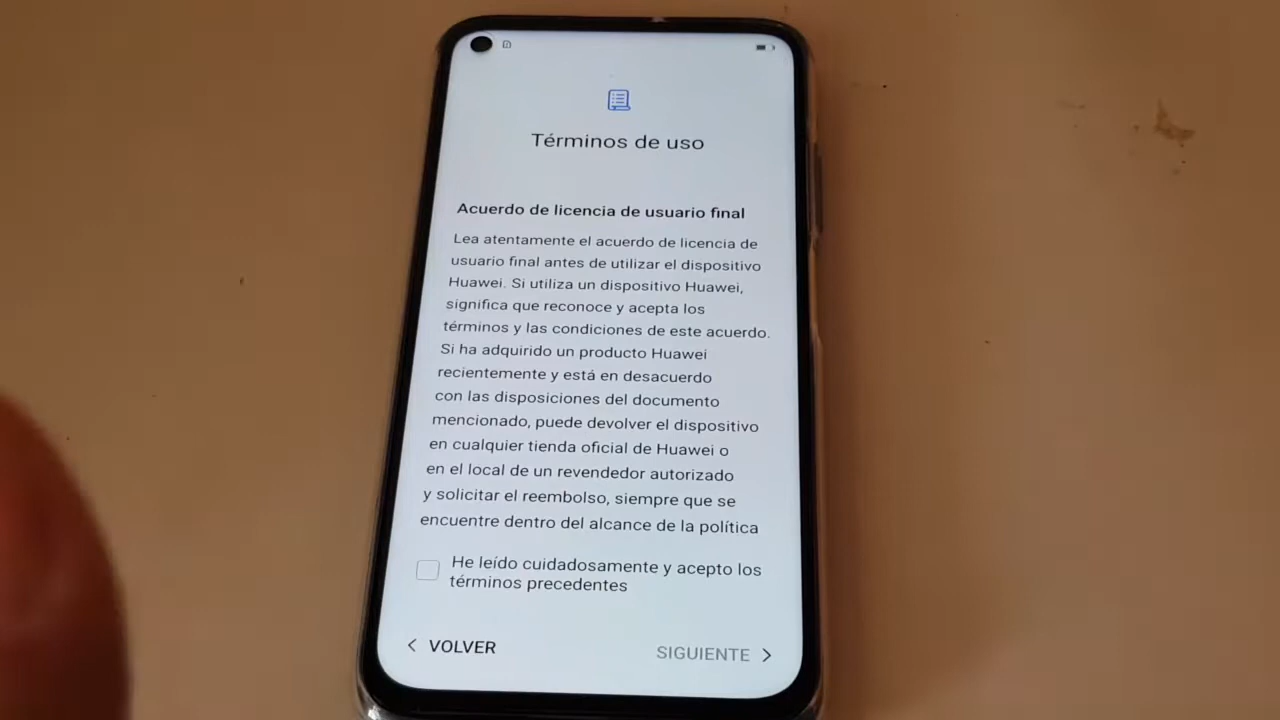 Términos de uso
Acuerdo de licencia de usuario final
Lea atentamente el acuerdo de licencia de
usuario final antes de utilizar el dispositivo
Huawei. Si utiliza un dispositivo Huawei,
significa que reconoce y acepta los
términos y las condiciones de este acuerdo.
Si ha adquirido un producto Huawei
recientemente y está en desacuerdo
con las disposiciones del documento
mencionado, puede devolver el dispositivo
en cualquier tienda oficial de Huawei o
en el local de un revendedor autorizado
y solicitar el reembolso, siempre que se
encuentre dentro del alcance de la política
He leído cuidadosamente y acepto los
términos precedentes
VOLVER
SIGUIENTE